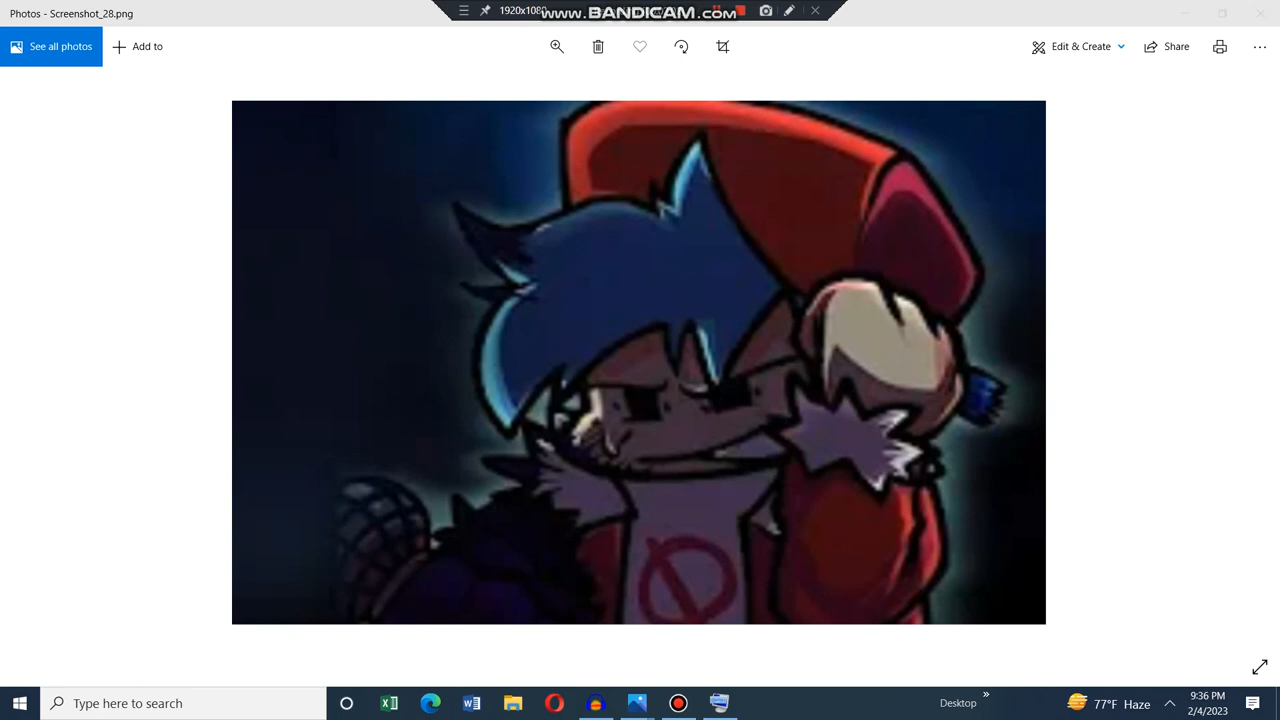 Photos - Screenshot_28.png
1920x1080
www.BANDICAM.com
See all photos
Add to
Edit & Create
Share
Type here to search
Desktop
»
77°F Haze
9:36 PM
2/4/2023